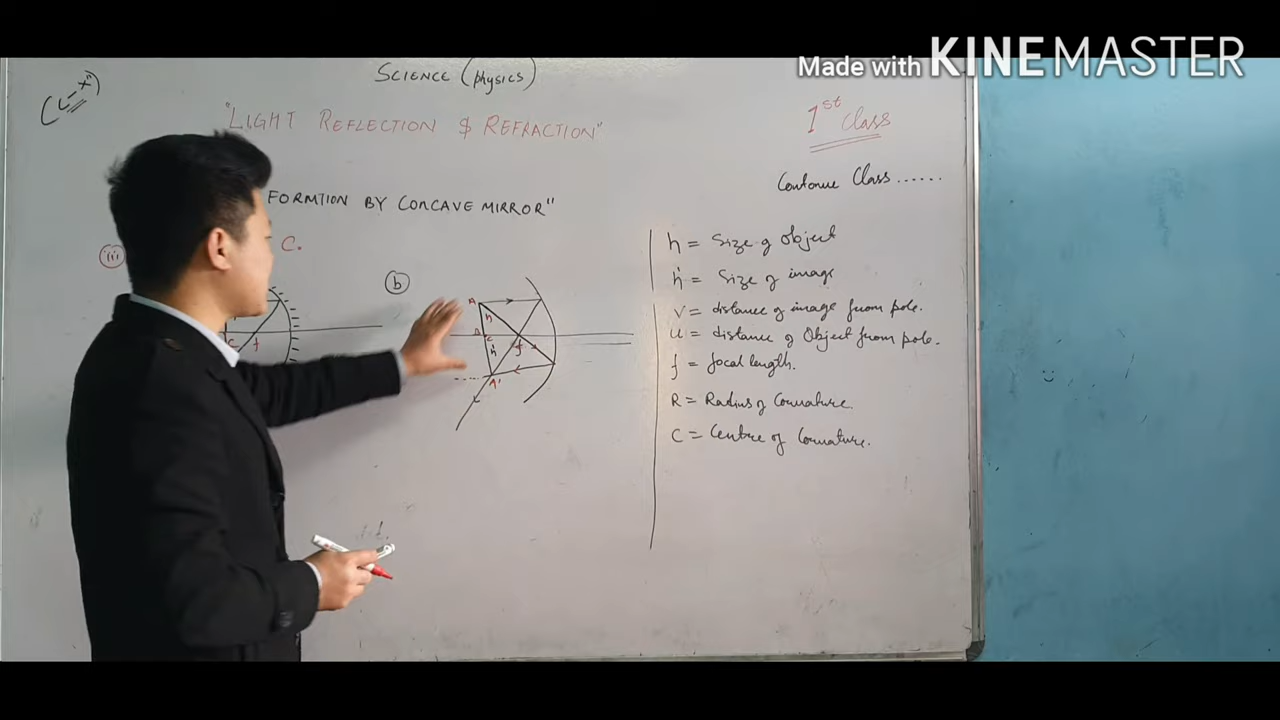 Made with KINEMASTER
SCIENCE (physics)
(L-X")
"LIGHT REFLECTION & REFRACTION"
1st Class
Contonue Class ......
FORMTION BY CONCAVE MIRROR"
(iii) C.
(b)
A
h
B C f
h'
A'
C f
h = Size of Object
h' = Size of image
v = distance of image from pole.
u = distance of Object from pole.
f = focal length.
R = Radius of Curvature.
C = Centre of Curvature.